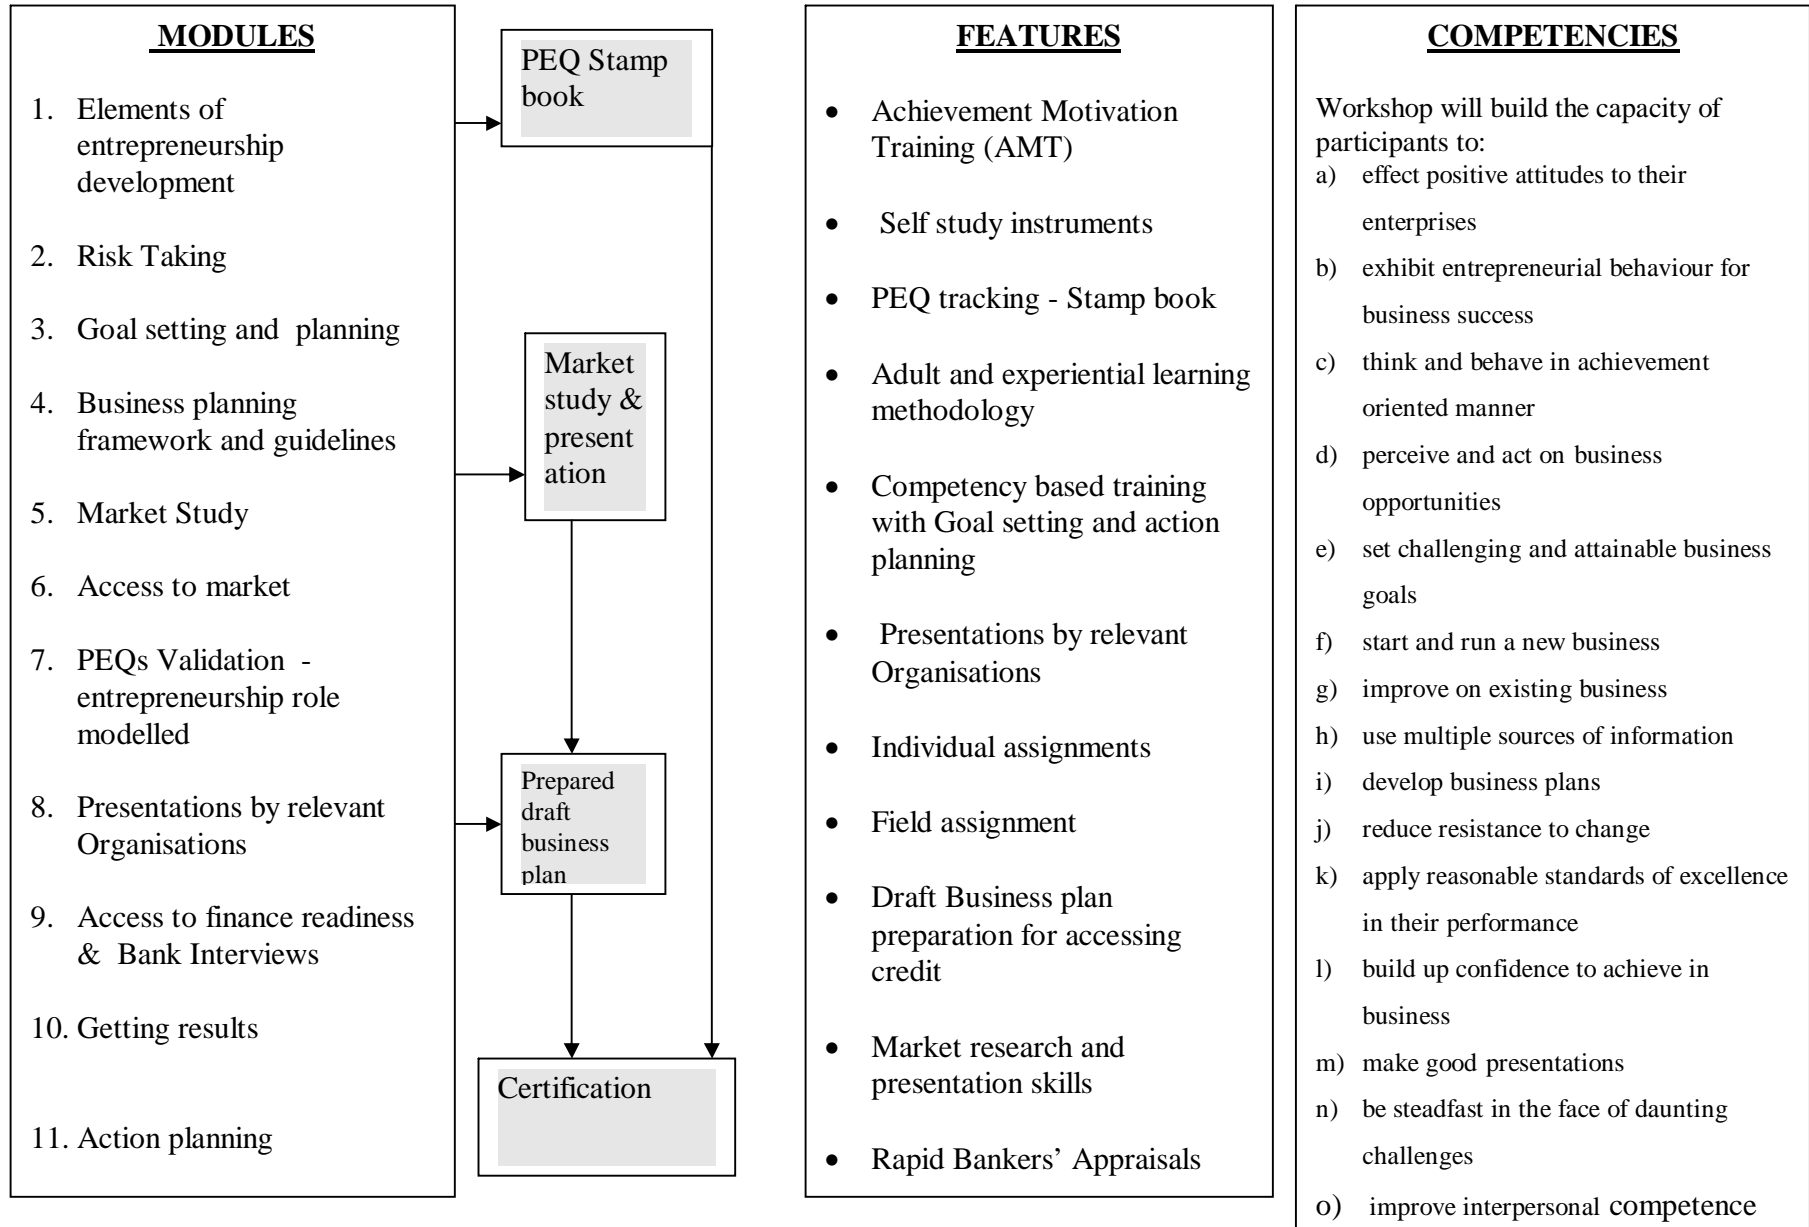 MODULES
1. Elements of
entrepreneurship
development
2. Risk Taking
3. Goal setting and planning
4. Business planning
framework and guidelines
5. Market Study
6. Access to market
7. PEQs Validation -
entrepreneurship role
modelled
8. Presentations by relevant
Organisations
9. Access to finance readiness
& Bank Interviews
10. Getting results
11. Action planning
PEQ Stamp
book
Market
study &
present
ation
Prepared
draft
business
plan
Certification
FEATURES
• Achievement Motivation
Training (AMT)
• Self study instruments
• PEQ tracking - Stamp book
• Adult and experiential learning
methodology
• Competency based training
with Goal setting and action
planning
• Presentations by relevant
Organisations
• Individual assignments
• Field assignment
• Draft Business plan
preparation for accessing
credit
• Market research and
presentation skills
• Rapid Bankers’ Appraisals
COMPETENCIES
Workshop will build the capacity of
participants to:
a) effect positive attitudes to their
enterprises
b) exhibit entrepreneurial behaviour for
business success
c) think and behave in achievement
oriented manner
d) perceive and act on business
opportunities
e) set challenging and attainable business
goals
f) start and run a new business
g) improve on existing business
h) use multiple sources of information
i) develop business plans
j) reduce resistance to change
k) apply reasonable standards of excellence
in their performance
l) build up confidence to achieve in
business
m) make good presentations
n) be steadfast in the face of daunting
challenges
o) improve interpersonal competence